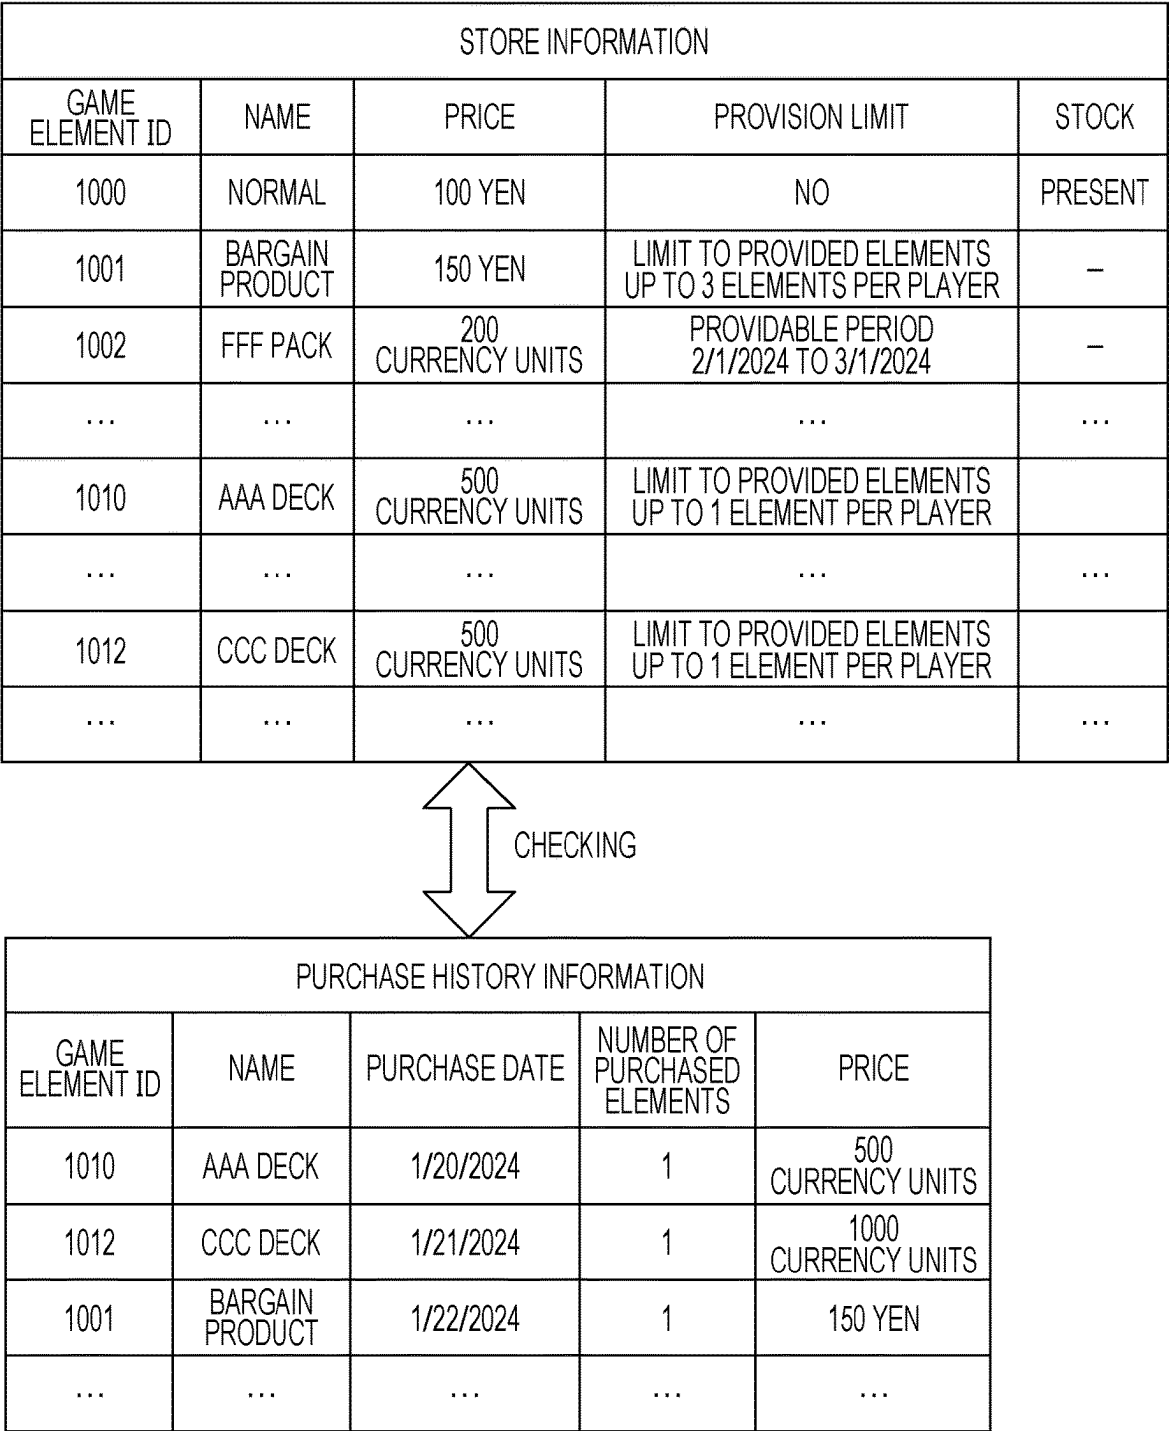 STORE INFORMATION
GAME
ELEMENT ID
NAME
PRICE
PROVISION LIMIT
STOCK
1000
NORMAL
100 YEN
NO
PRESENT
1001
BARGAIN
PRODUCT
150 YEN
LIMIT TO PROVIDED ELEMENTS
UP TO 3 ELEMENTS PER PLAYER
–
1002
FFF PACK
200
CURRENCY UNITS
PROVIDABLE PERIOD
2/1/2024 TO 3/1/2024
–
...
...
...
...
...
1010
AAA DECK
500
CURRENCY UNITS
LIMIT TO PROVIDED ELEMENTS
UP TO 1 ELEMENT PER PLAYER
...
...
...
...
...
1012
CCC DECK
500
CURRENCY UNITS
LIMIT TO PROVIDED ELEMENTS
UP TO 1 ELEMENT PER PLAYER
...
...
...
...
...
CHECKING
PURCHASE HISTORY INFORMATION
GAME
ELEMENT ID
NAME
PURCHASE DATE
NUMBER OF
PURCHASED
ELEMENTS
PRICE
1010
AAA DECK
1/20/2024
1
500
CURRENCY UNITS
1012
CCC DECK
1/21/2024
1
1000
CURRENCY UNITS
1001
BARGAIN
PRODUCT
1/22/2024
1
150 YEN
...
...
...
...
...